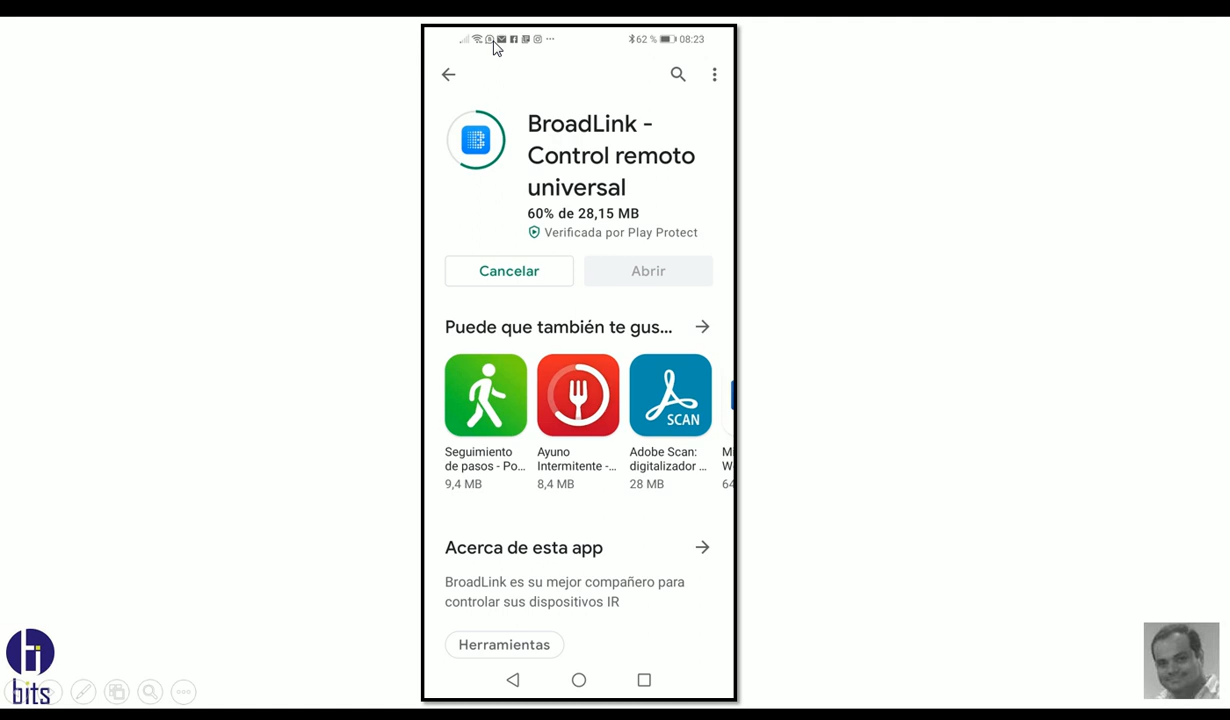 62 % 08:23
BroadLink -
Control remoto
universal
60% de 28,15 MB
Verificada por Play Protect
Cancelar
Abrir
Puede que también te gus...
SCAN
Seguimiento
de pasos - Po...
9,4 MB
Ayuno
Intermitente -...
8,4 MB
Adobe Scan:
digitalizador ...
28 MB
Acerca de esta app
BroadLink es su mejor compañero para
controlar sus dispositivos IR
Herramientas
hi
bits